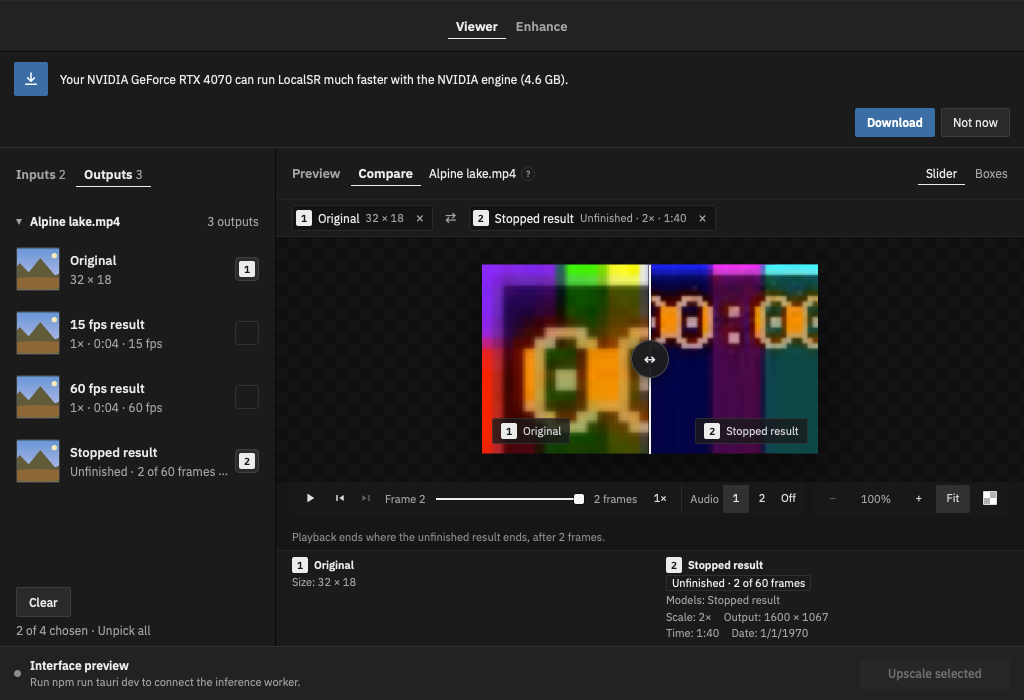 Viewer Enhance
Your NVIDIA GeForce RTX 4070 can run LocalSR much faster with the NVIDIA engine (4.6 GB).
Download Not now
Inputs 2 Outputs 3
Alpine lake.mp4 3 outputs
Original
32 × 18
1
15 fps result
1× · 0:04 · 15 fps
60 fps result
1× · 0:04 · 60 fps
Stopped result
Unfinished · 2 of 60 frames ...
2
Clear
2 of 4 chosen · Unpick all
Preview Compare Alpine lake.mp4 ?
Slider Boxes
1 Original 32 × 18 ×
2 Stopped result Unfinished · 2× · 1:40 ×
1 Original
2 Stopped result
Frame 2 2 frames 1× Audio 1 2 Off − 100% + Fit
Playback ends where the unfinished result ends, after 2 frames.
1 Original
Size: 32 × 18
2 Stopped result
Unfinished · 2 of 60 frames
Models: Stopped result
Scale: 2× Output: 1600 × 1067
Time: 1:40 Date: 1/1/1970
Interface preview
Run npm run tauri dev to connect the inference worker.
Upscale selected